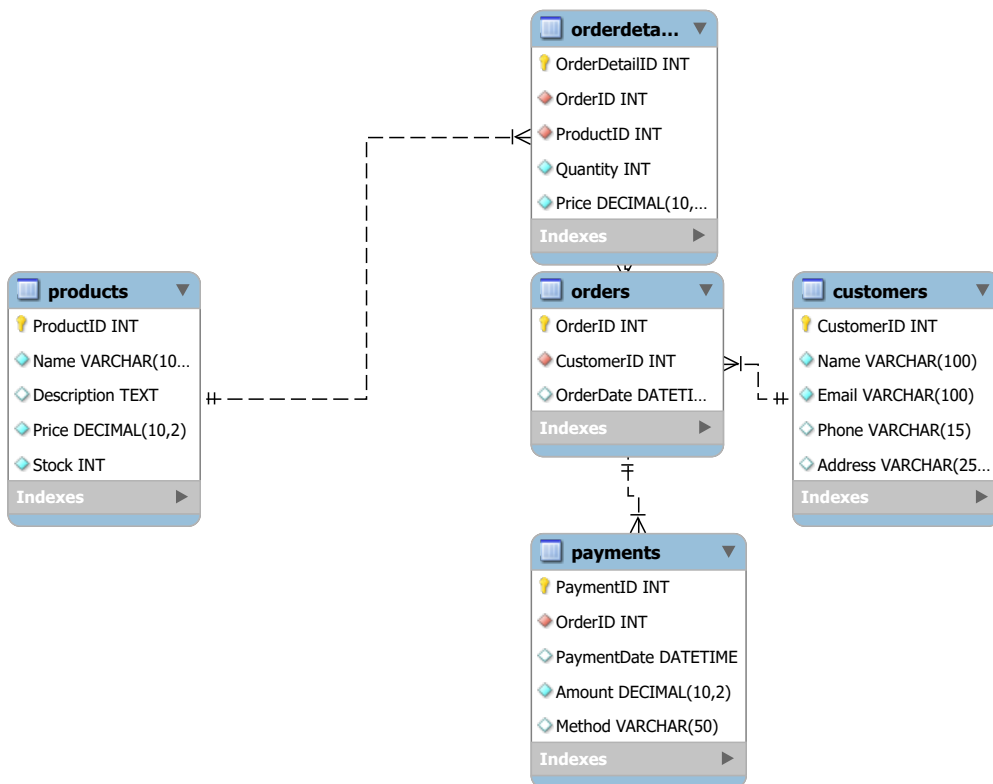 orderdeta...
OrderDetailID INT
OrderID INT
ProductID INT
Quantity INT
Price DECIMAL(10,...
Indexes
products
ProductID INT
Name VARCHAR(10...
Description TEXT
Price DECIMAL(10,2)
Stock INT
Indexes
orders
OrderID INT
CustomerID INT
OrderDate DATETI...
Indexes
customers
CustomerID INT
Name VARCHAR(100)
Email VARCHAR(100)
Phone VARCHAR(15)
Address VARCHAR(25...
Indexes
payments
PaymentID INT
OrderID INT
PaymentDate DATETIME
Amount DECIMAL(10,2)
Method VARCHAR(50)
Indexes